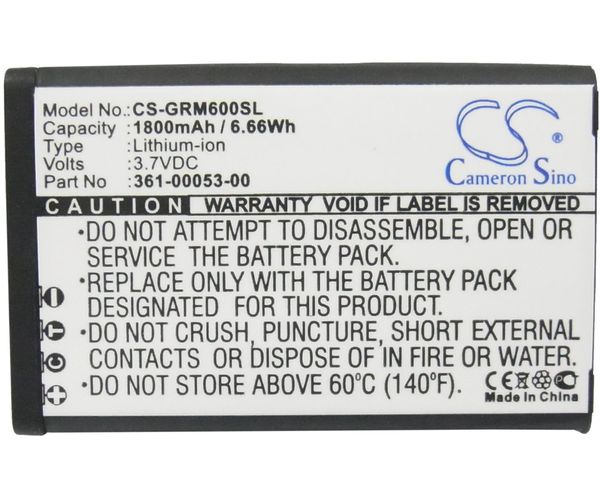 Model No.: CS-GRM600SL
Capacity : 1800mAh / 6.66Wh
Type : Lithium-ion
Volts : 3.7VDC
Part No : 361-00053-00
CS
Cameron Sino
CAUTION WARRANTY VOID IF LABEL IS REMOVED
•DO NOT ATTEMPT TO DISASSEMBLE, OPEN OR
SERVICE THE BATTERY PACK.
•REPLACE ONLY WITH THE BATTERY PACK
DESIGNATED FOR THIS EQUIPMENT.
•DO NOT CRUSH, PUNCTURE, SHORT EXTERNAL
CONTACTS OR DISPOSE OF IN FIRE OR WATER.
•DO NOT STORE ABOVE 60°C (140°F).
Made in China